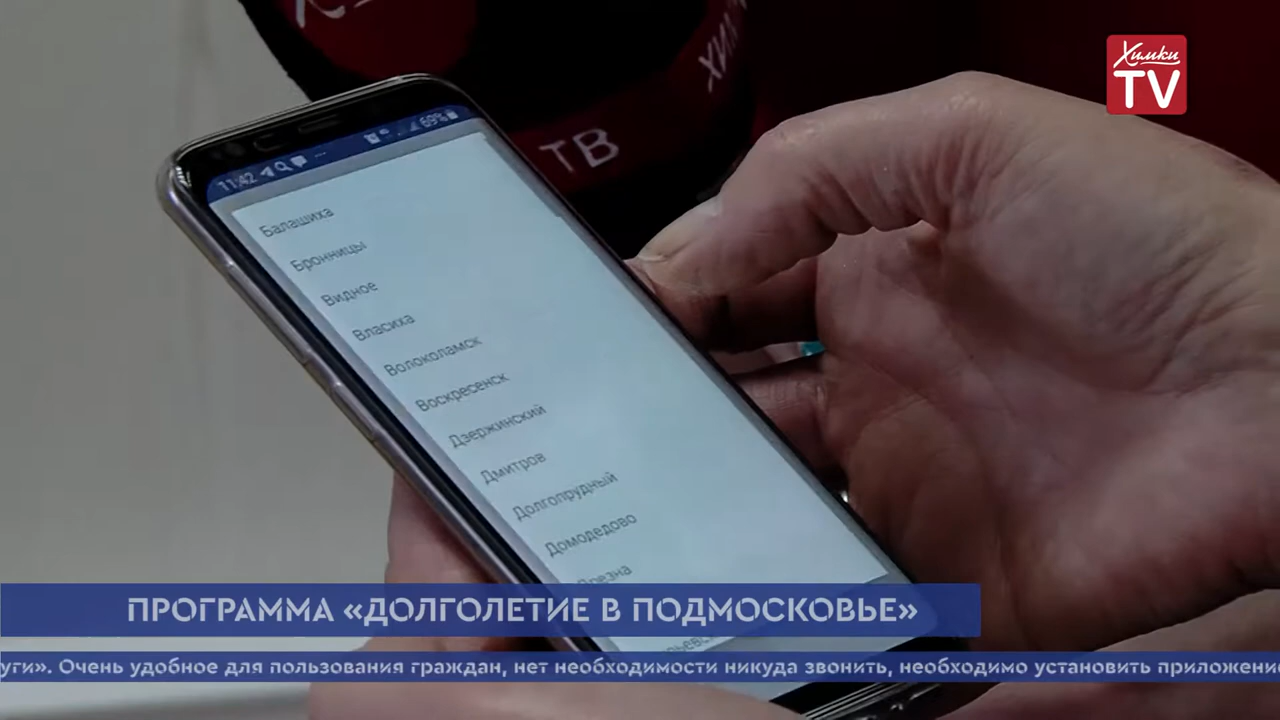 Химки
TV
ХИМ
ТВ
11:42
69%
Балашиха
Бронницы
Видное
Власиха
Волоколамск
Воскресенск
Дзержинский
Дмитров
Долгопрудный
Домодедово
ПРОГРАММА «ДОЛГОЛЕТИЕ В ПОДМОСКОВЬЕ»
уги». Очень удобное для пользования граждан, нет необходимости никуда звонить, необходимо установить приложение